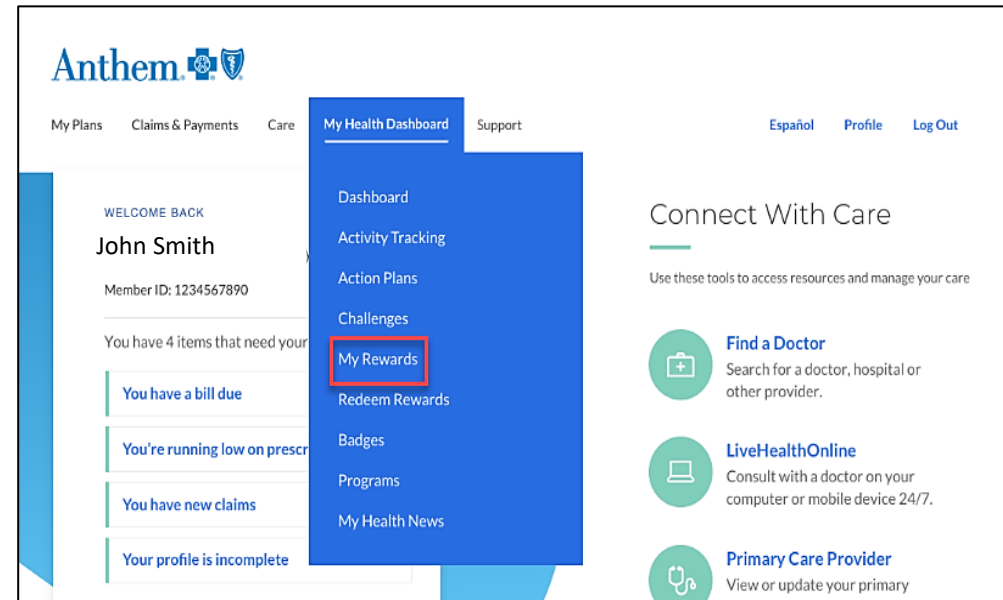 Anthem.
My Plans Claims & Payments Care My Health Dashboard Support Español Profile Log Out
WELCOME BACK
John Smith
Member ID: 1234567890
You have 4 items that need your
You have a bill due
You're running low on
You have new claims
Your profile is incomplete
Dashboard
Activity Tracking
Action Plans
Challenges
My Rewards
Redeem Rewards
Badges
Programs
My Health News
Connect With Care
Use these tools to access resources and manage your care
Find a Doctor
Search for a doctor, hospital or
other provider.
LiveHealthOnline
Consult with a doctor on your
computer or mobile device 24/7.
Primary Care Provider
View or update your primary